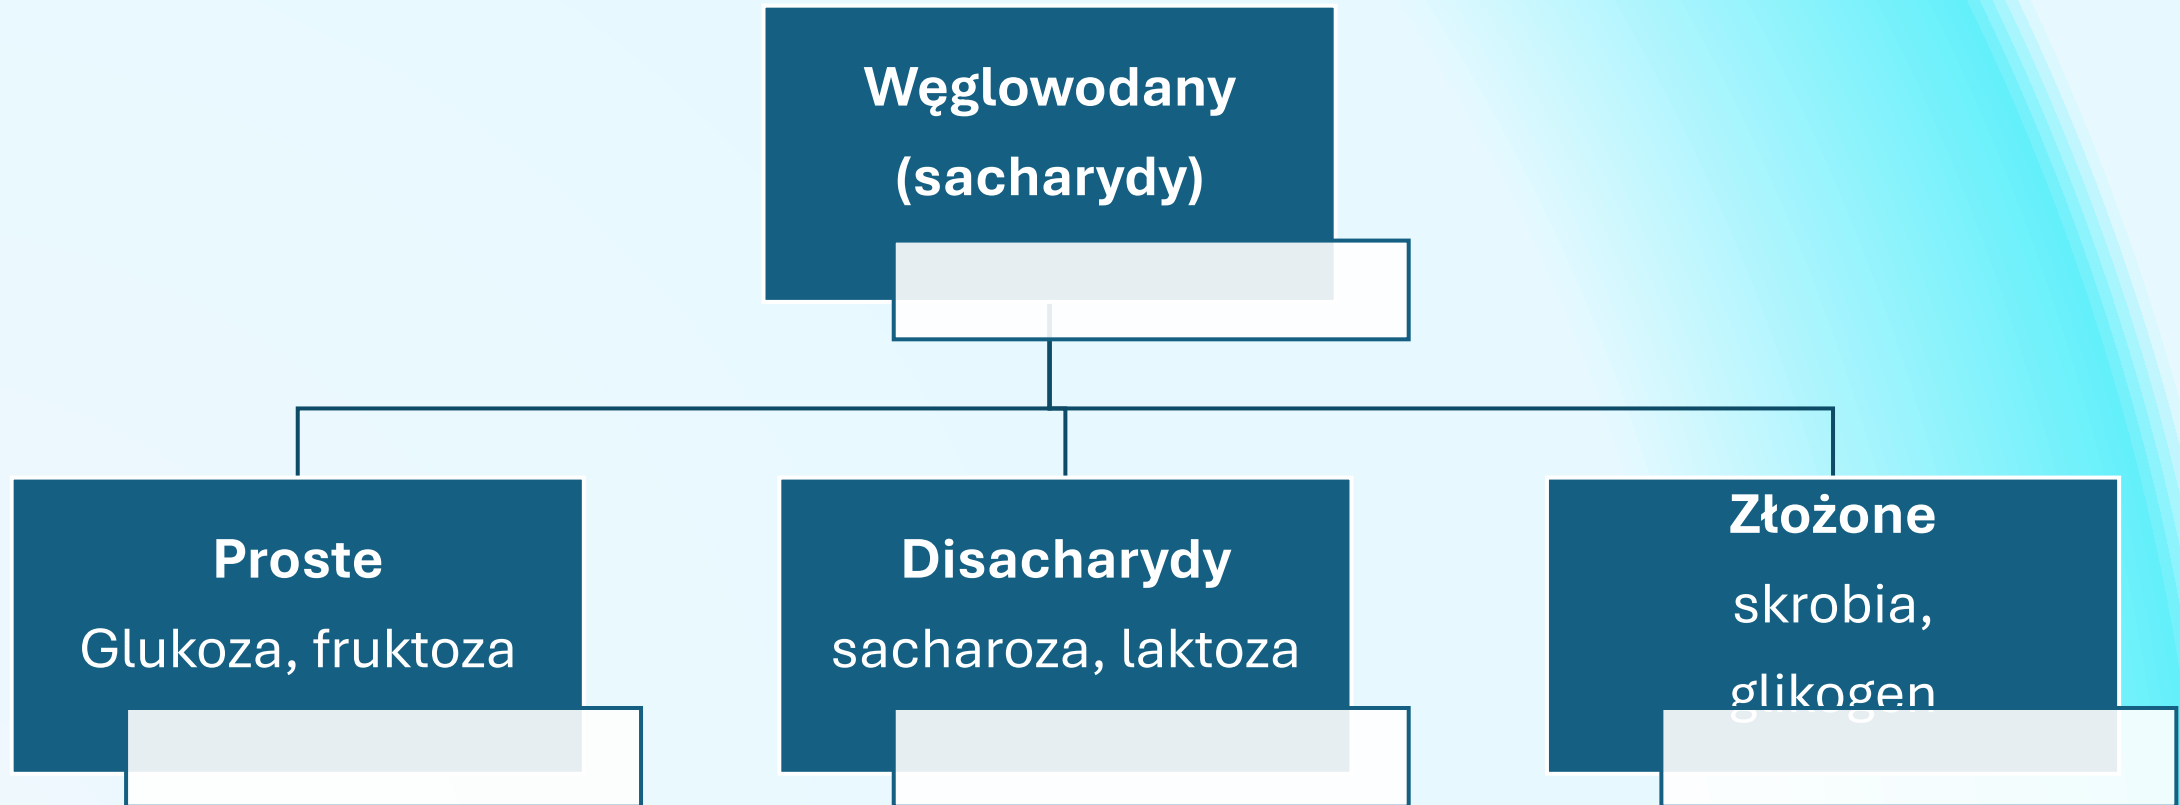 Węglowodany
(sacharydy)
Proste
Glukoza, fruktoza
Disacharydy
sacharoza, laktoza
Złożone
skrobia,
glikogen